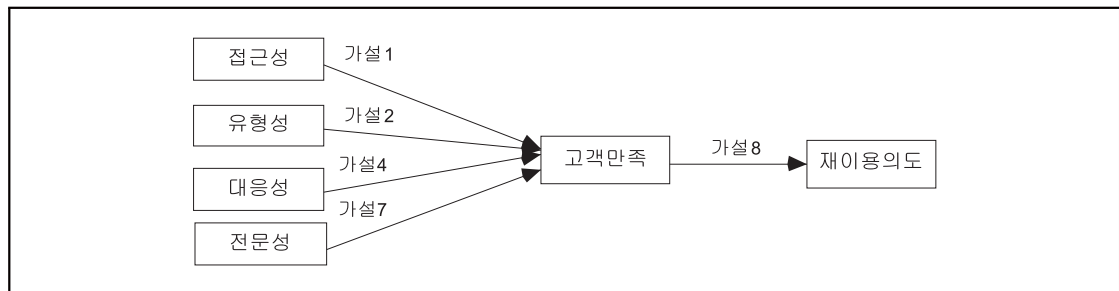 접근성
가설1
유형성
가설2
고객만족
가설8
재이용의도
대응성
가설4
전문성
가설7